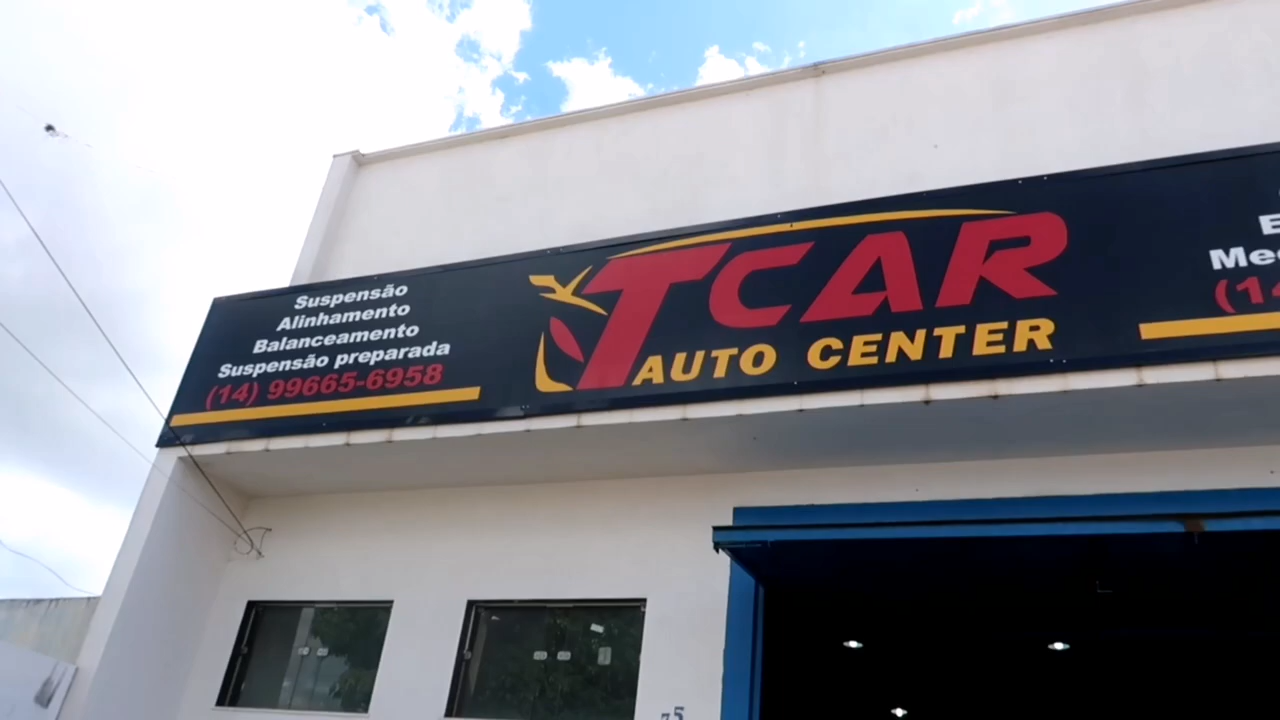 Suspensão
Alinhamento
Balanceamento
Suspensão preparada
(14) 99665-6958
TCAR
AUTO CENTER